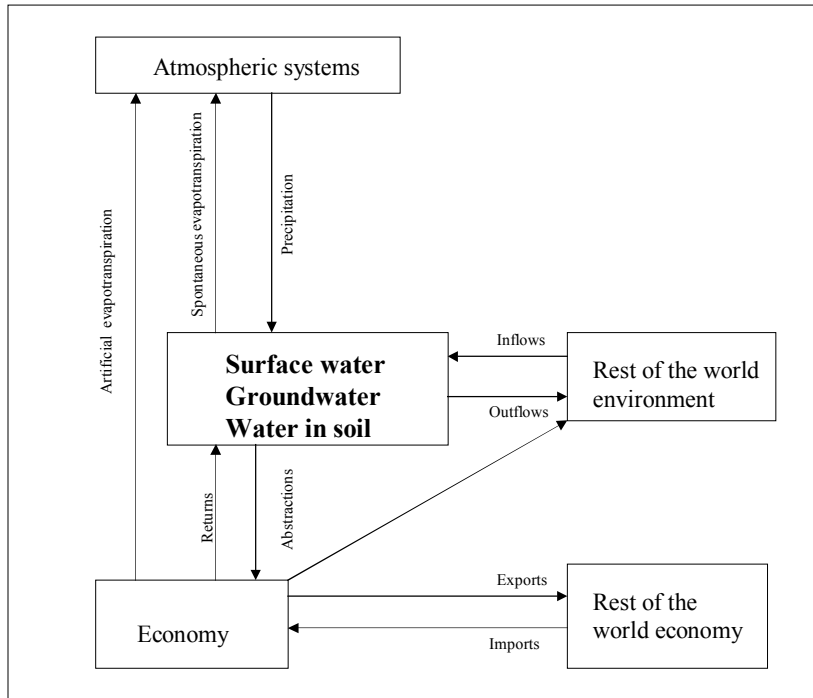 Atmospheric systems
Artificial evapotranspiration
Spontaneous evapotranspiration
Precipitation
Surface water
Groundwater
Water in soil
Inflows
Outflows
Rest of the world
environment
Returns
Abstractions
Economy
Exports
Imports
Rest of the
world economy